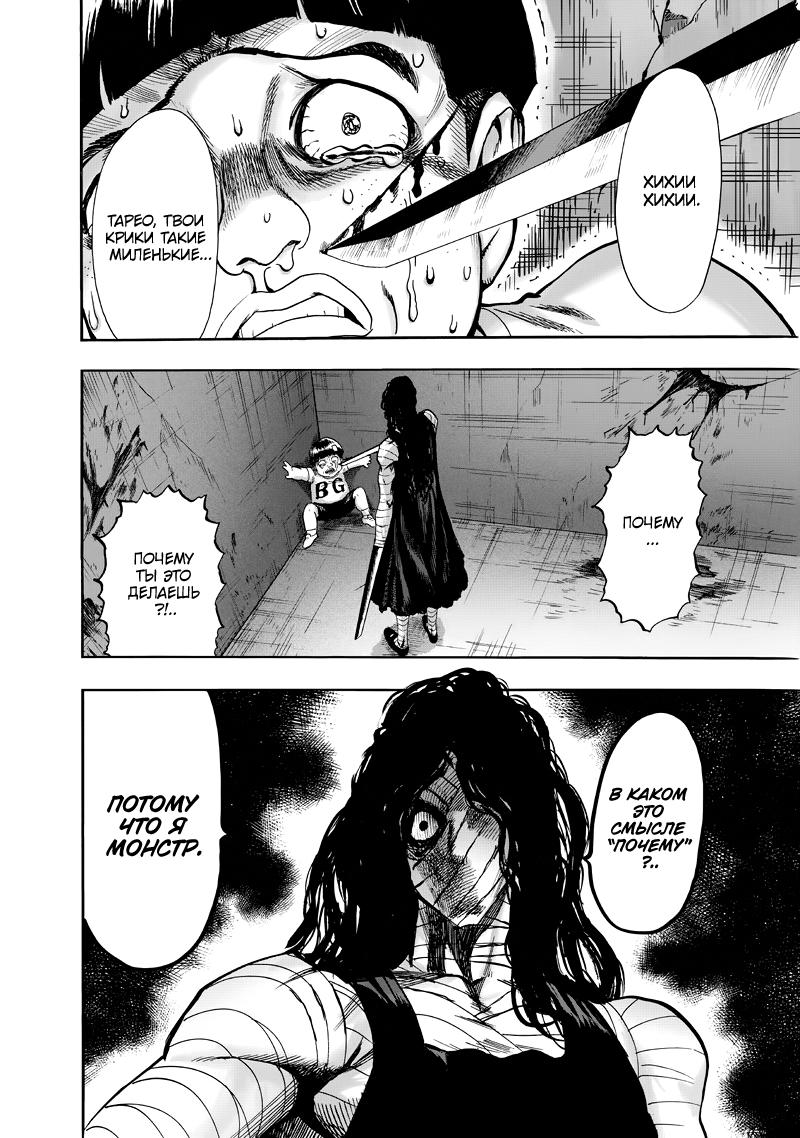 ХИХИИ
ХИХИИ.
ТАРЕО, ТВОИ
КРИКИ ТАКИЕ
МИЛЕНЬКИЕ...
ПОЧЕМУ
...
BG
ПОЧЕМУ
ТЫ ЭТО
ДЕЛАЕШЬ
?!..
В КАКОМ
ЭТО
СМЫСЛЕ
"ПОЧЕМУ"
?..
ПОТОМУ
ЧТО Я
МОНСТР.